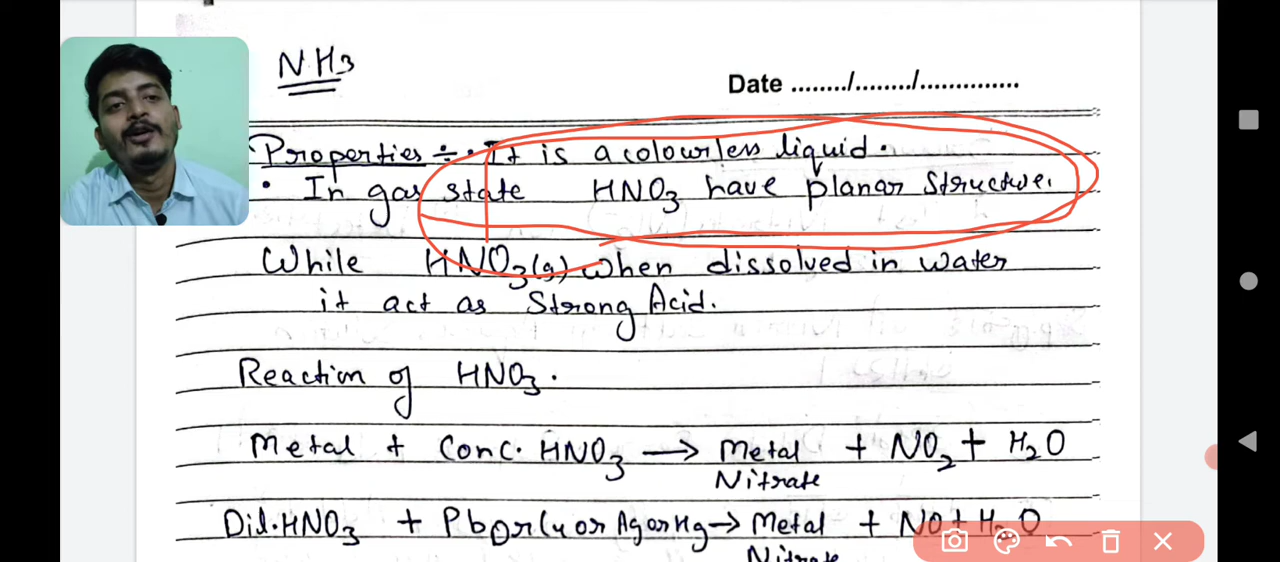 NH3
Date ......../......../.............
Properties ÷ • It is a colourless liquid.
• In gas state HNO3 have planar Structure.
While HNO3(g) when dissolved in water
it act as Strong Acid.
Reaction of HNO3.
Metal + Conc. HNO3 → Metal Nitrate + NO2 + H2O
Dil. HNO3 + Pb or Cu or Ag or Hg → Metal Nitrate + NO + H2O